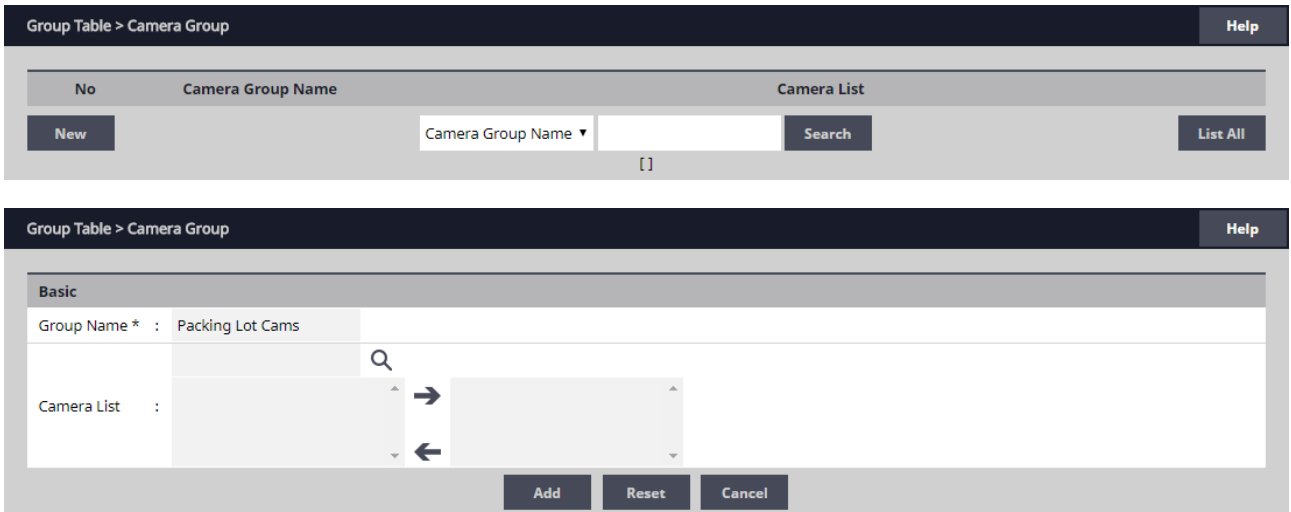 Group Table > Camera Group Help
No Camera Group Name Camera List
New Camera Group Name Search List All
[ ]
Group Table > Camera Group Help
Basic
Group Name * : Packing Lot Cams
Camera List :
Add Reset Cancel